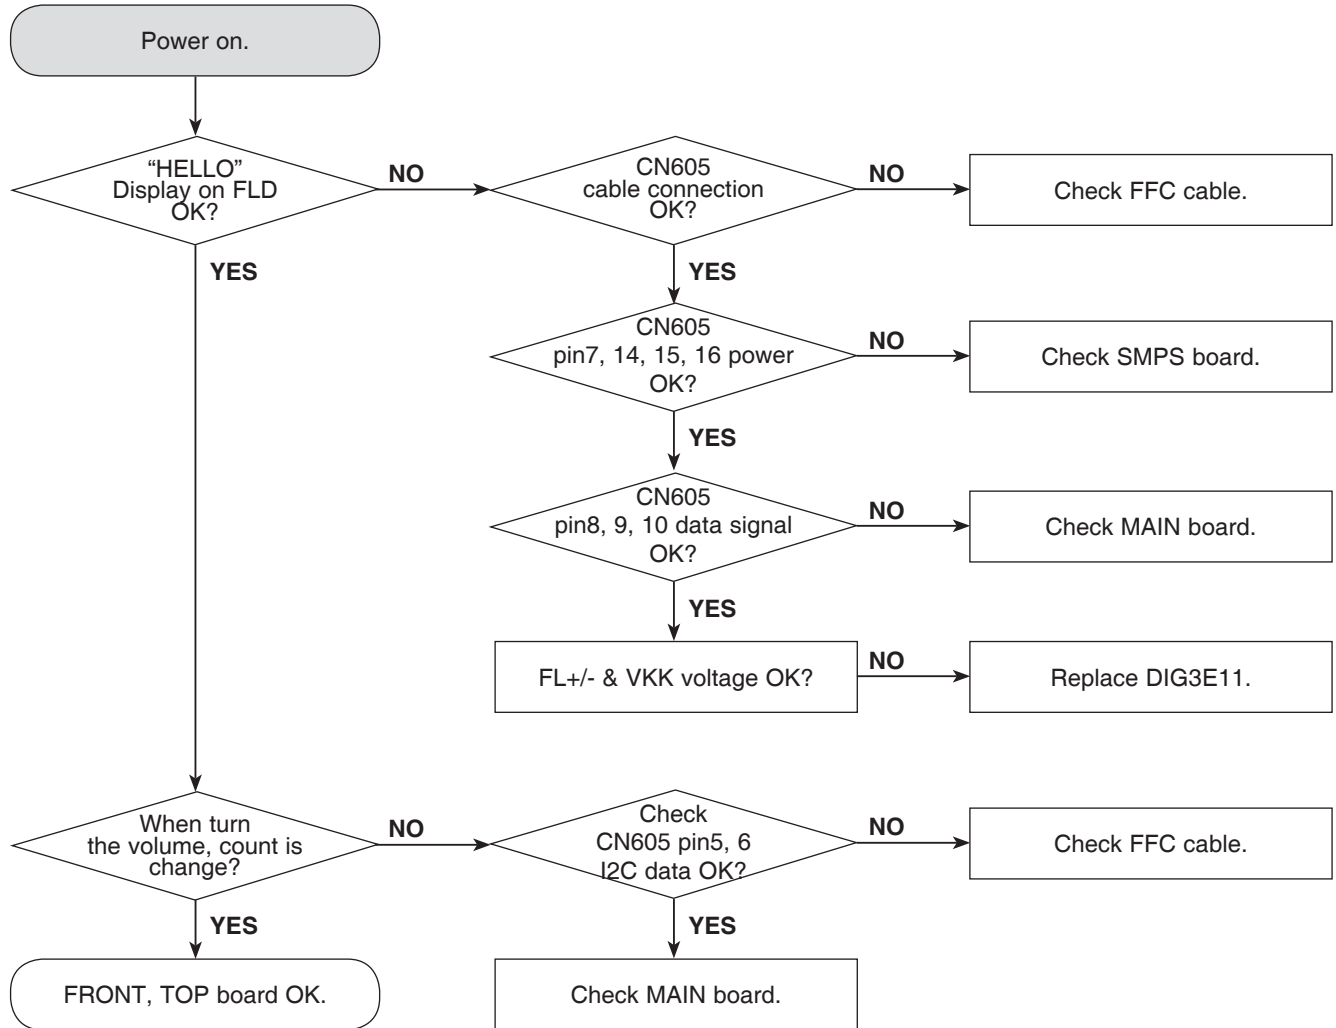 Power on.
“HELLO”
Display on FLD
OK?
NO
CN605
cable connection
OK?
NO
Check FFC cable.
YES
YES
CN605
pin7, 14, 15, 16 power
OK?
NO
Check SMPS board.
YES
CN605
pin8, 9, 10 data signal
OK?
NO
Check MAIN board.
YES
FL+/- & VKK voltage OK?
NO
Replace DIG3E11.
When turn
the volume, count is
change?
NO
Check
CN605 pin5, 6
I2C data OK?
NO
Check FFC cable.
YES
YES
FRONT, TOP board OK.
Check MAIN board.